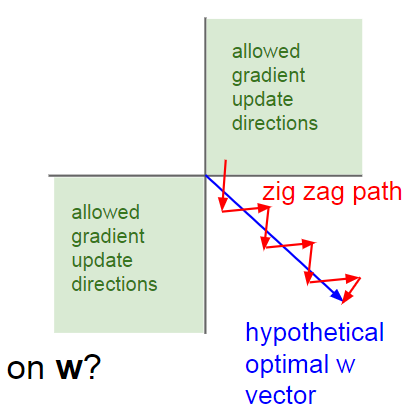 allowed
gradient
update
directions
allowed
gradient
update
directions
zig zag path
hypothetical
optimal w
vector
on w?